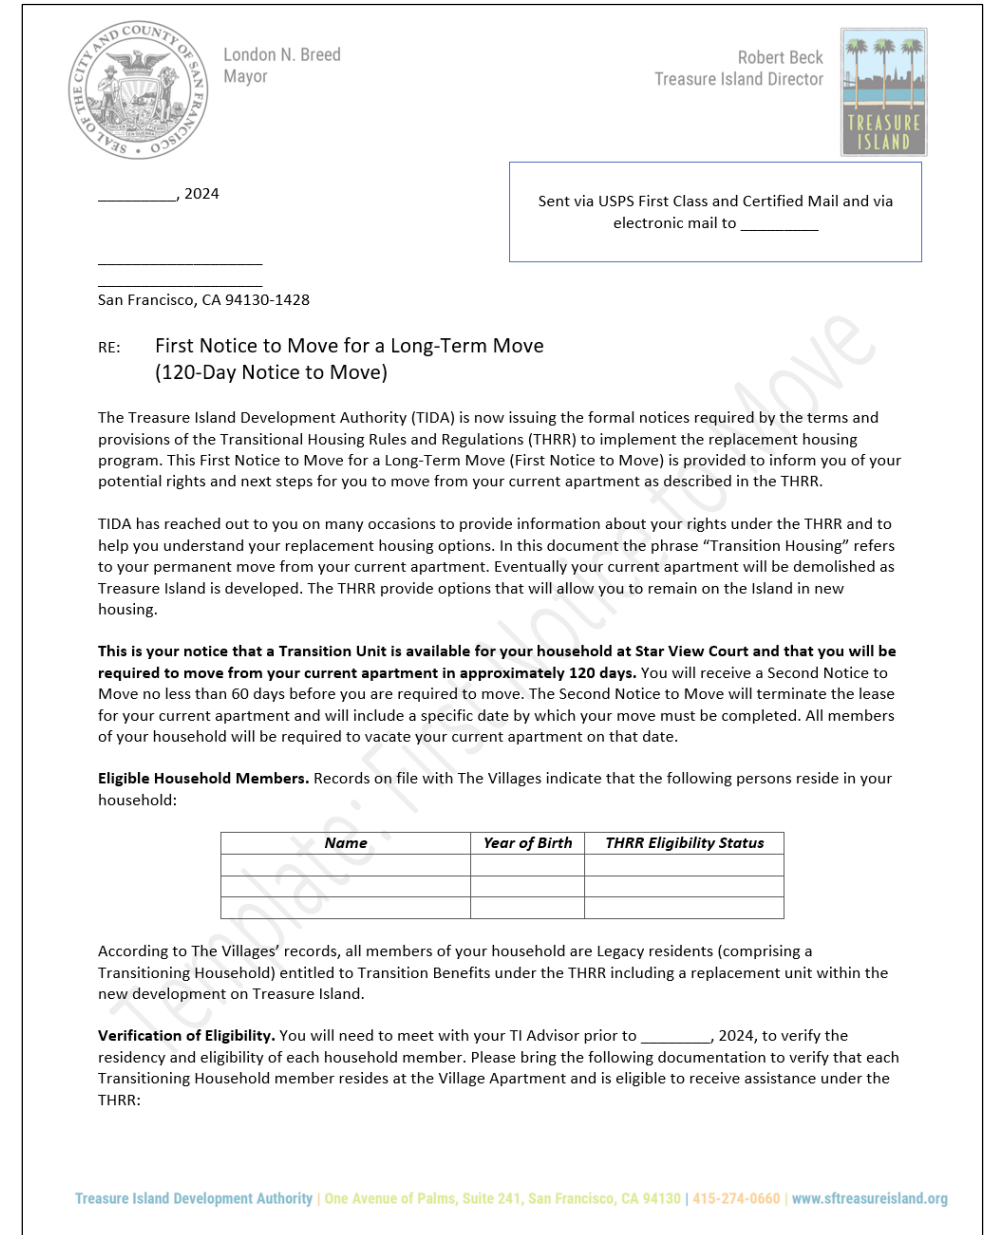 SEAL OF THE CITY AND COUNTY OF SAN FRANCISCO
London N. Breed
Mayor
Robert Beck
Treasure Island Director
TREASURE
ISLAND
_________, 2024
Sent via USPS First Class and Certified Mail and via
electronic mail to _________
___________________
___________________
San Francisco, CA 94130-1428
RE: First Notice to Move for a Long-Term Move
(120-Day Notice to Move)
The Treasure Island Development Authority (TIDA) is now issuing the formal notices required by the terms and
provisions of the Transitional Housing Rules and Regulations (THRR) to implement the replacement housing
program. This First Notice to Move for a Long-Term Move (First Notice to Move) is provided to inform you of your
potential rights and next steps for you to move from your current apartment as described in the THRR.
TIDA has reached out to you on many occasions to provide information about your rights under the THRR and to
help you understand your replacement housing options. In this document the phrase “Transition Housing” refers
to your permanent move from your current apartment. Eventually your current apartment will be demolished as
Treasure Island is developed. The THRR provide options that will allow you to remain on the Island in new
housing.
This is your notice that a Transition Unit is available for your household at Star View Court and that you will be
required to move from your current apartment in approximately 120 days. You will receive a Second Notice to
Move no less than 60 days before you are required to move. The Second Notice to Move will terminate the lease
for your current apartment and will include a specific date by which your move must be completed. All members
of your household will be required to vacate your current apartment on that date.
Eligible Household Members. Records on file with The Villages indicate that the following persons reside in your
household:
Name Year of Birth THRR Eligibility Status
According to The Villages’ records, all members of your household are Legacy residents (comprising a
Transitioning Household) entitled to Transition Benefits under the THRR including a replacement unit within the
new development on Treasure Island.
Verification of Eligibility. You will need to meet with your TI Advisor prior to ________, 2024, to verify the
residency and eligibility of each household member. Please bring the following documentation to verify that each
Transitioning Household member resides at the Village Apartment and is eligible to receive assistance under the
THRR:
Template: First Notice to Move
Treasure Island Development Authority | One Avenue of Palms, Suite 241, San Francisco, CA 94130 | 415-274-0660 | www.sftreasureisland.org